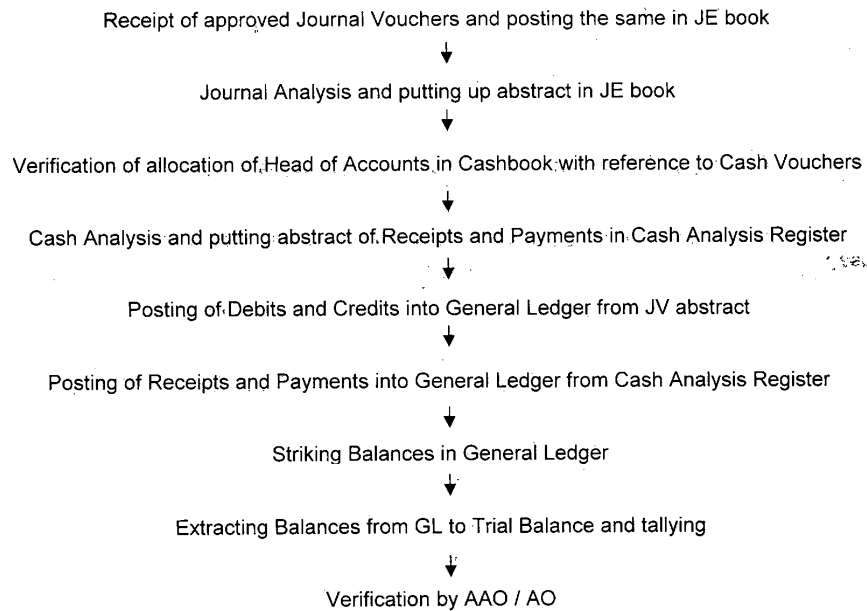 Receipt of approved Journal Vouchers and posting the same in JE book
Journal Analysis and putting up abstract in JE book
Verification of allocation of Head of Accounts in Cashbook with reference to Cash Vouchers
Cash Analysis and putting abstract of Receipts and Payments in Cash Analysis Register
Posting of Debits and Credits into General Ledger from JV abstract
Posting of Receipts and Payments into General Ledger from Cash Analysis Register
Striking Balances in General Ledger
Extracting Balances from GL to Trial Balance and tallying
Verification by AAO / AO